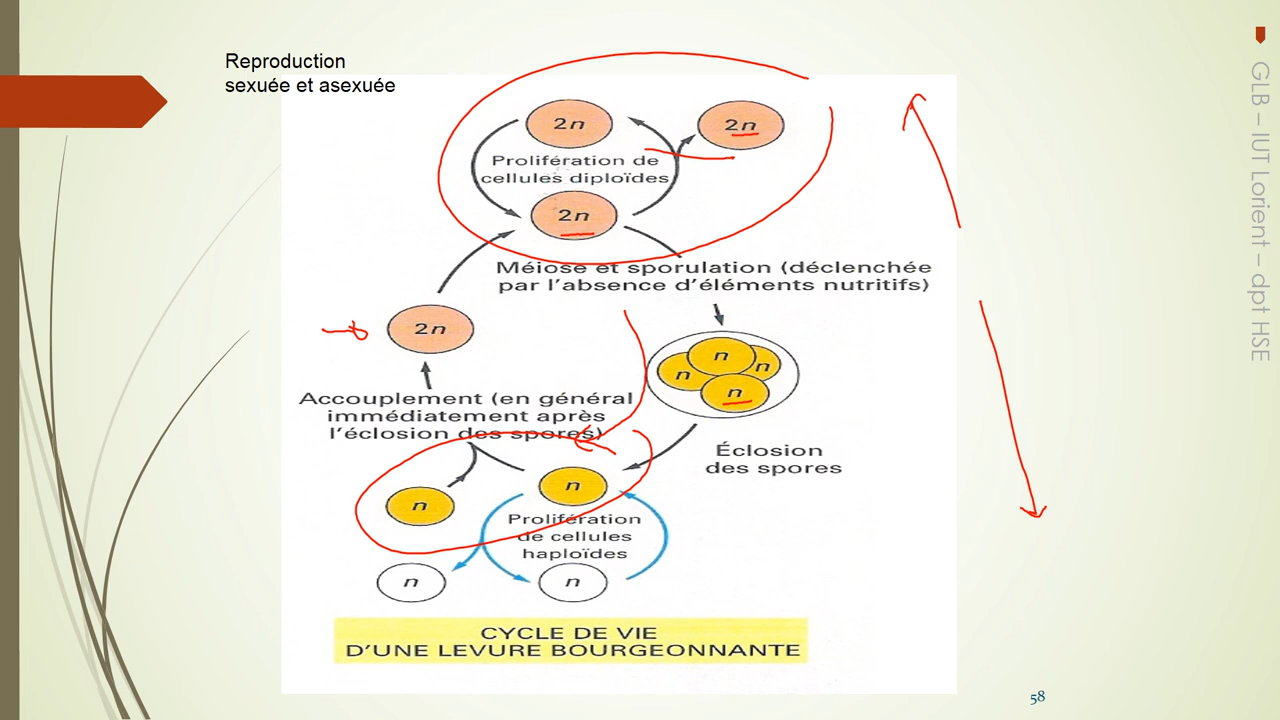 Reproduction
sexuée et asexuée
2n
2n
Prolifération de
cellules diploïdes
2n
Méiose et sporulation (déclenchée
par l'absence d'éléments nutritifs)
2n
n
n
n
n
Accouplement (en général
immédiatement après
l'éclosion des spores)
Éclosion
des spores
n
n
Prolifération
de cellules
haploïdes
n
n
CYCLE DE VIE
D'UNE LEVURE BOURGEONNANTE
GLB – IUT Lorient – dpt HSE
58